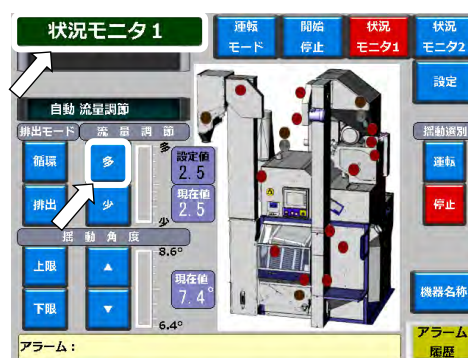 状況モニタ1
運転
モード
開始
停止
状況
モニタ1
状況
モニタ2
設定
自動 流量調節
排出モード
流量調節
揺動選別
循環
多
多
設定値
2.5
運転
排出
少
現在値
2.5
少
停止
揺動角度
上限
▲
8.6°
現在値
7.4°
機器名称
下限
▼
6.4°
アラーム
履歴
アラーム: